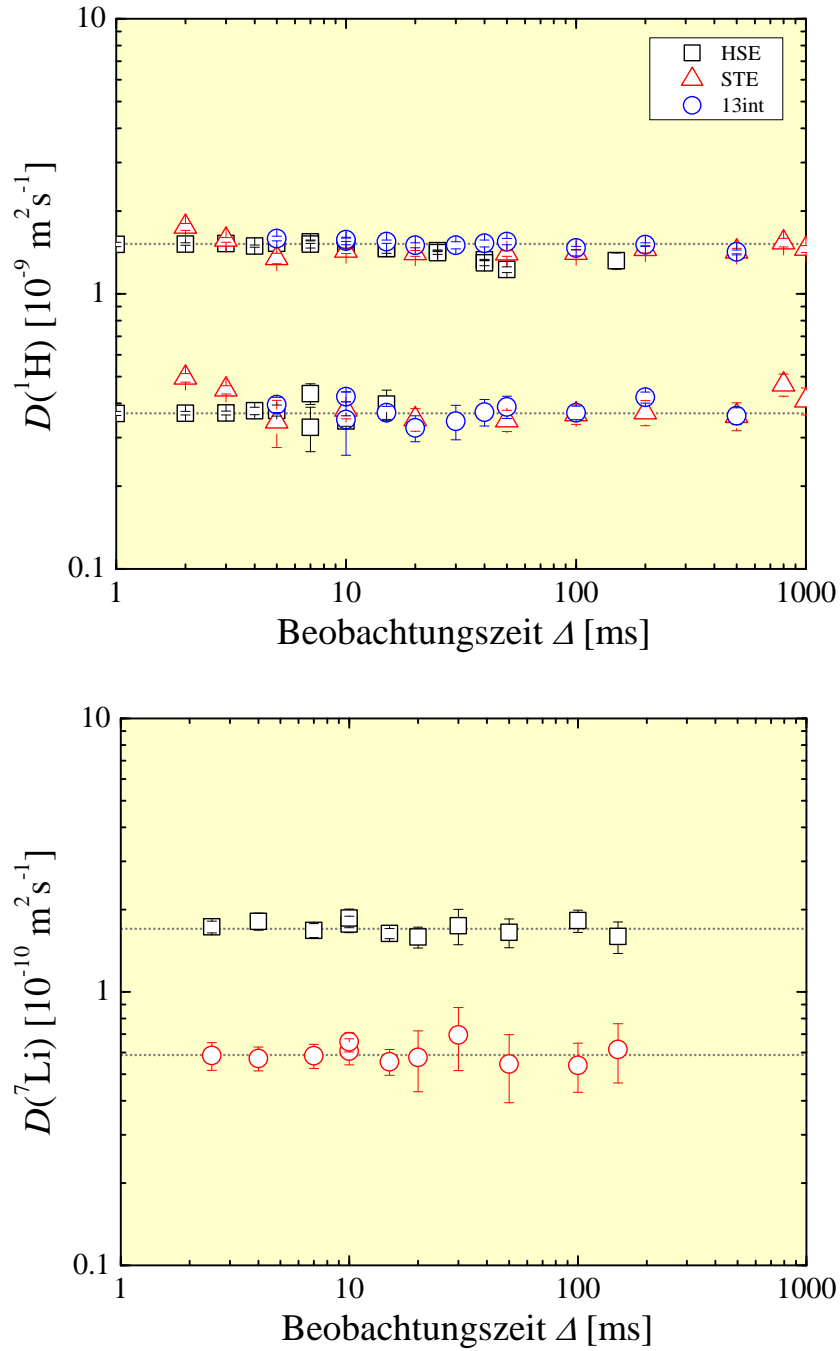 10
HSE
STE
13int
D(¹H) [10⁻⁹ m²s⁻¹]
1
0.1
1 10 100 1000
Beobachtungszeit Δ [ms]
10
D(⁷Li) [10⁻¹⁰ m²s⁻¹]
1
0.1
1 10 100 1000
Beobachtungszeit Δ [ms]